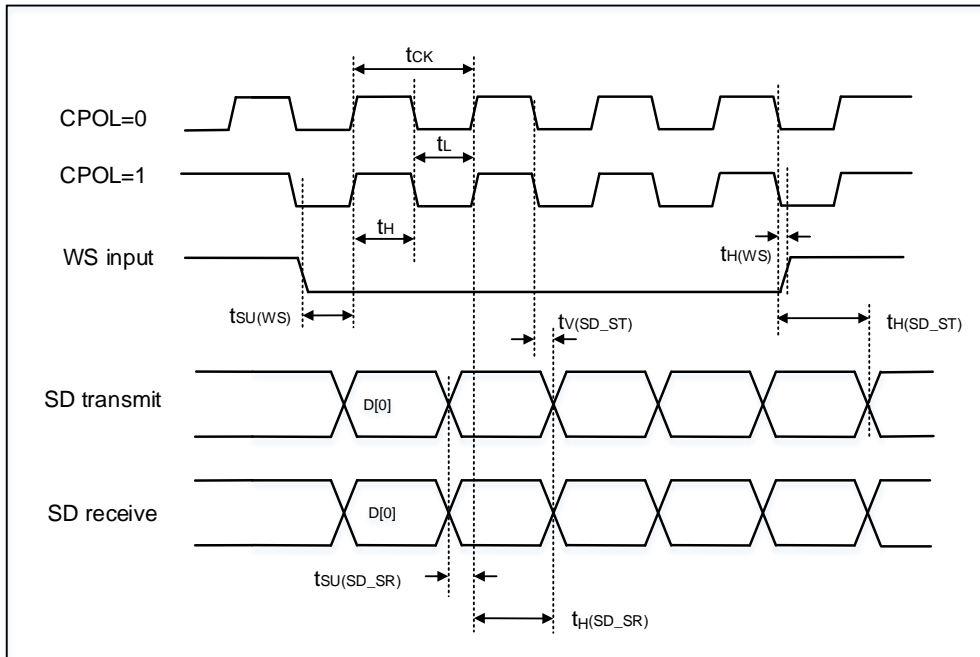 tCK
CPOL=0
tL
CPOL=1
tH
WS input
tH(WS)
tSU(WS)
tV(SD_ST)
tH(SD_ST)
SD transmit
D[0]
SD receive
D[0]
tSU(SD_SR)
tH(SD_SR)